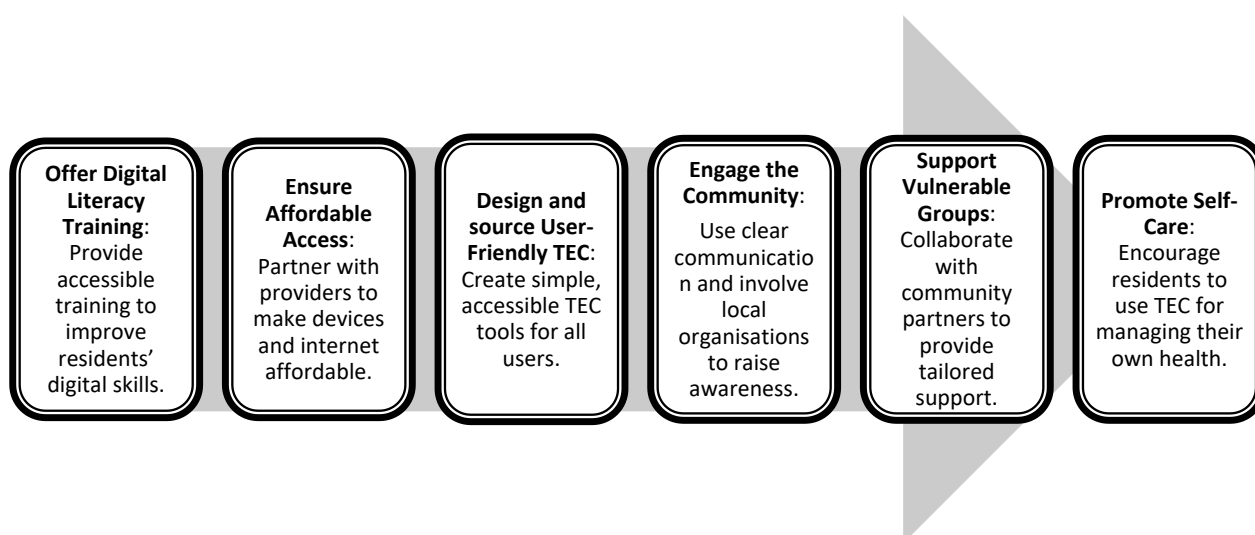 Offer Digital
Literacy
Training:
Provide
accessible
training to
improve
residents’
digital skills.
Ensure
Affordable
Access:
Partner with
providers to
make devices
and internet
affordable.
Design and
source User-
Friendly TEC:
Create simple,
accessible TEC
tools for all
users.
Engage the
Community:
Use clear
communicatio
n and involve
local
organisations
to raise
awareness.
Support
Vulnerable
Groups:
Collaborate
with
community
partners to
provide
tailored
support.
Promote Self-
Care:
Encourage
residents to
use TEC for
managing their
own health.